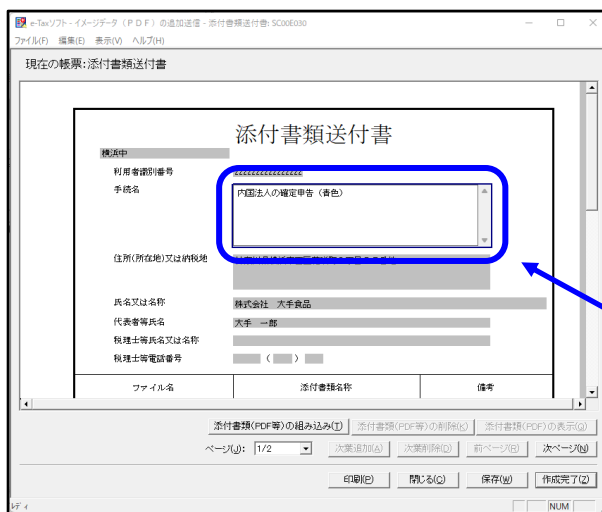 e-Taxソフト - イメージデータ（ＰＤＦ）の追加送信 - 添付書類送付書: SC00E030
ファイル(F) 編集(E) 表示(V) ヘルプ(H)
現在の帳票:添付書類送付書
添付書類送付書
横浜中
利用者識別番号 zzzzzzzzzzzzzzzz
手続名 内国法人の確定申告（青色）
住所(所在地)又は納税地
氏名又は名称 株式会社 大手食品
代表者等氏名 大手 一郎
税理士等氏名又は名称
税理士等電話番号 （ ）
ファイル名 添付書類名称 備考
添付書類(PDF等)の組み込み(T) 添付書類(PDF等)の削除(K) 添付書類(PDF)の表示(Q)
ページ(J): 1/2 次葉追加(A) 次葉削除(D) 前ページ(B) 次ページ(N)
印刷(P) 閉じる(C) 保存(W) 作成完了(Z)
レディ NUM